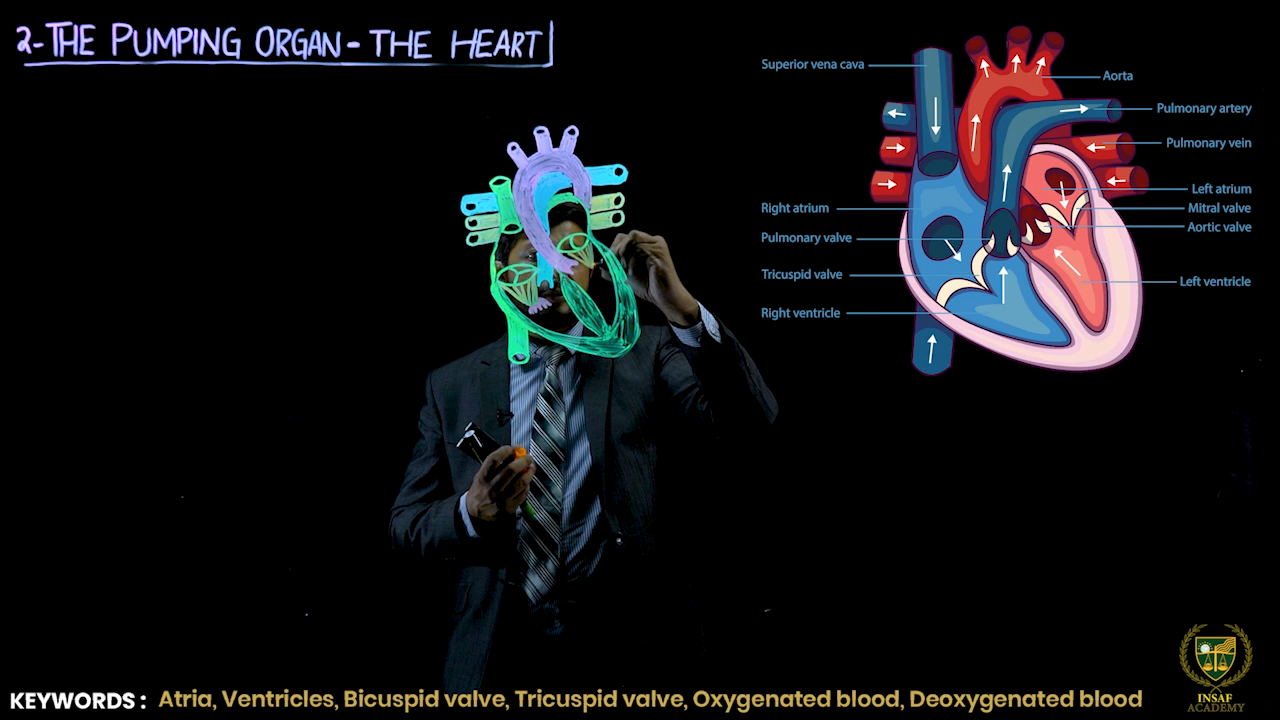 2-THE PUMPING ORGAN-THE HEART
Superior vena cava
Aorta
Pulmonary artery
Pulmonary vein
Left atrium
Right atrium
Mitral valve
Aortic valve
Pulmonary valve
Tricuspid valve
Left ventricle
Right ventricle
INSAF
ACADEMY
KEYWORDS : Atria, Ventricles, Bicuspid valve, Tricuspid valve, Oxygenated blood, Deoxygenated blood